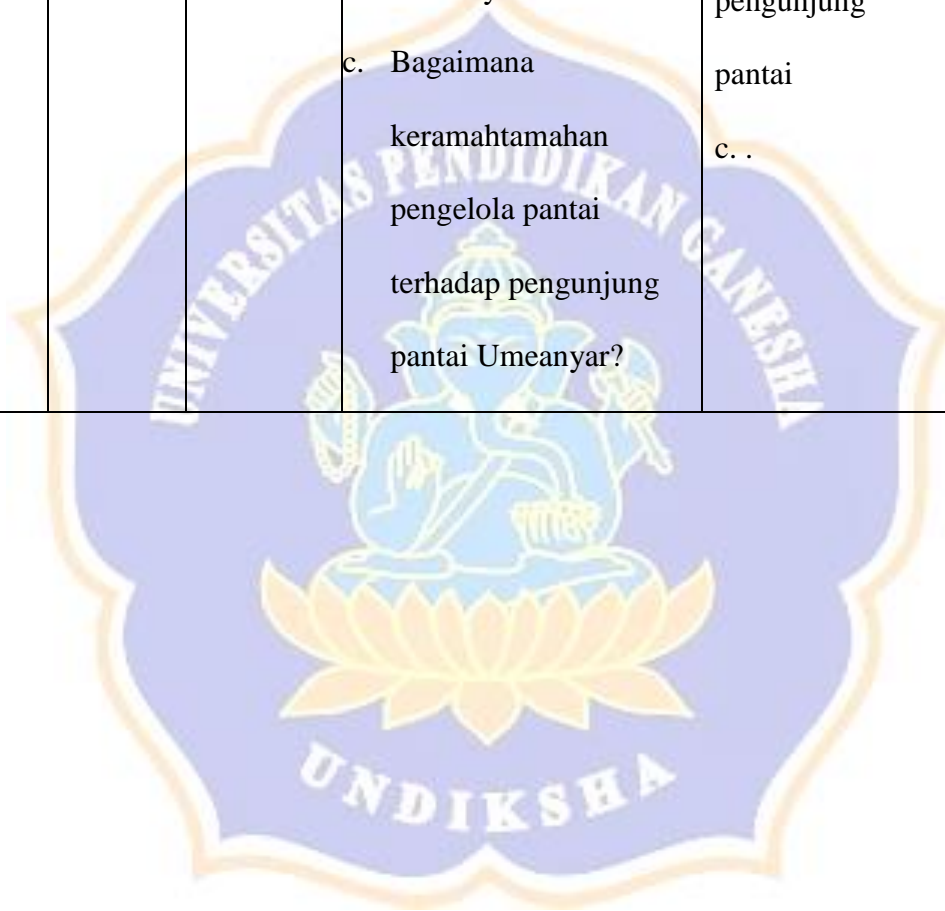 pengunjung
c. Bagaimana
pantai
keramahtamahan
c. .
pengelola pantai
terhadap pengunjung
pantai Umeanyar?
UNIVERSITAS PENDIDIKAN GANESHA
UNDIKSHA